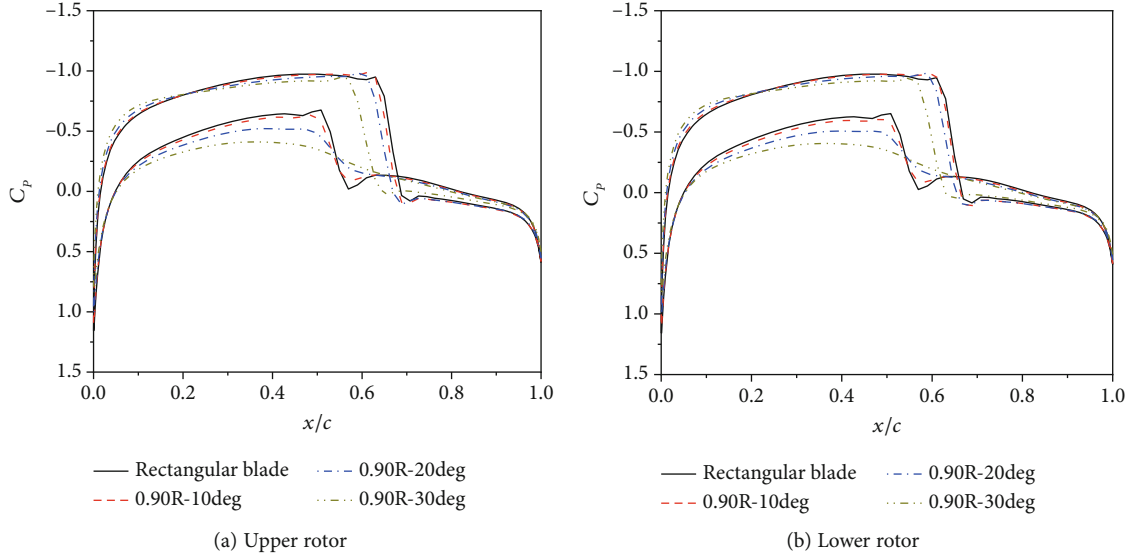 −1.5
−1.0
−0.5
0.0
0.5
1.0
1.5
C_P
0.0 0.2 0.4 0.6 0.8 1.0
x/c
Rectangular blade 0.90R-20deg
0.90R-10deg 0.90R-30deg
(a) Upper rotor
−1.5
−1.0
−0.5
0.0
0.5
1.0
1.5
C_P
0.0 0.2 0.4 0.6 0.8 1.0
x/c
Rectangular blade 0.90R-20deg
0.90R-10deg 0.90R-30deg
(b) Lower rotor